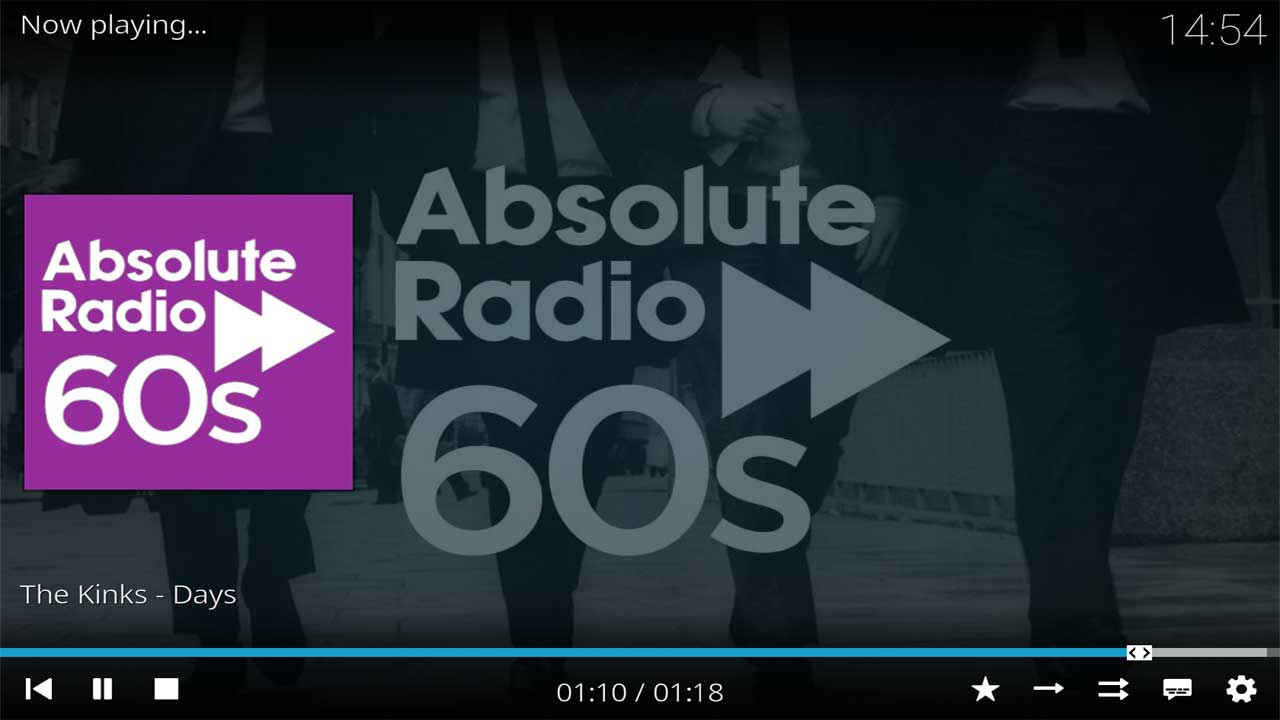 Now playing...
14:54
Absolute
Radio
60s
Absolute
Radio
60s
The Kinks - Days
01:10 / 01:18